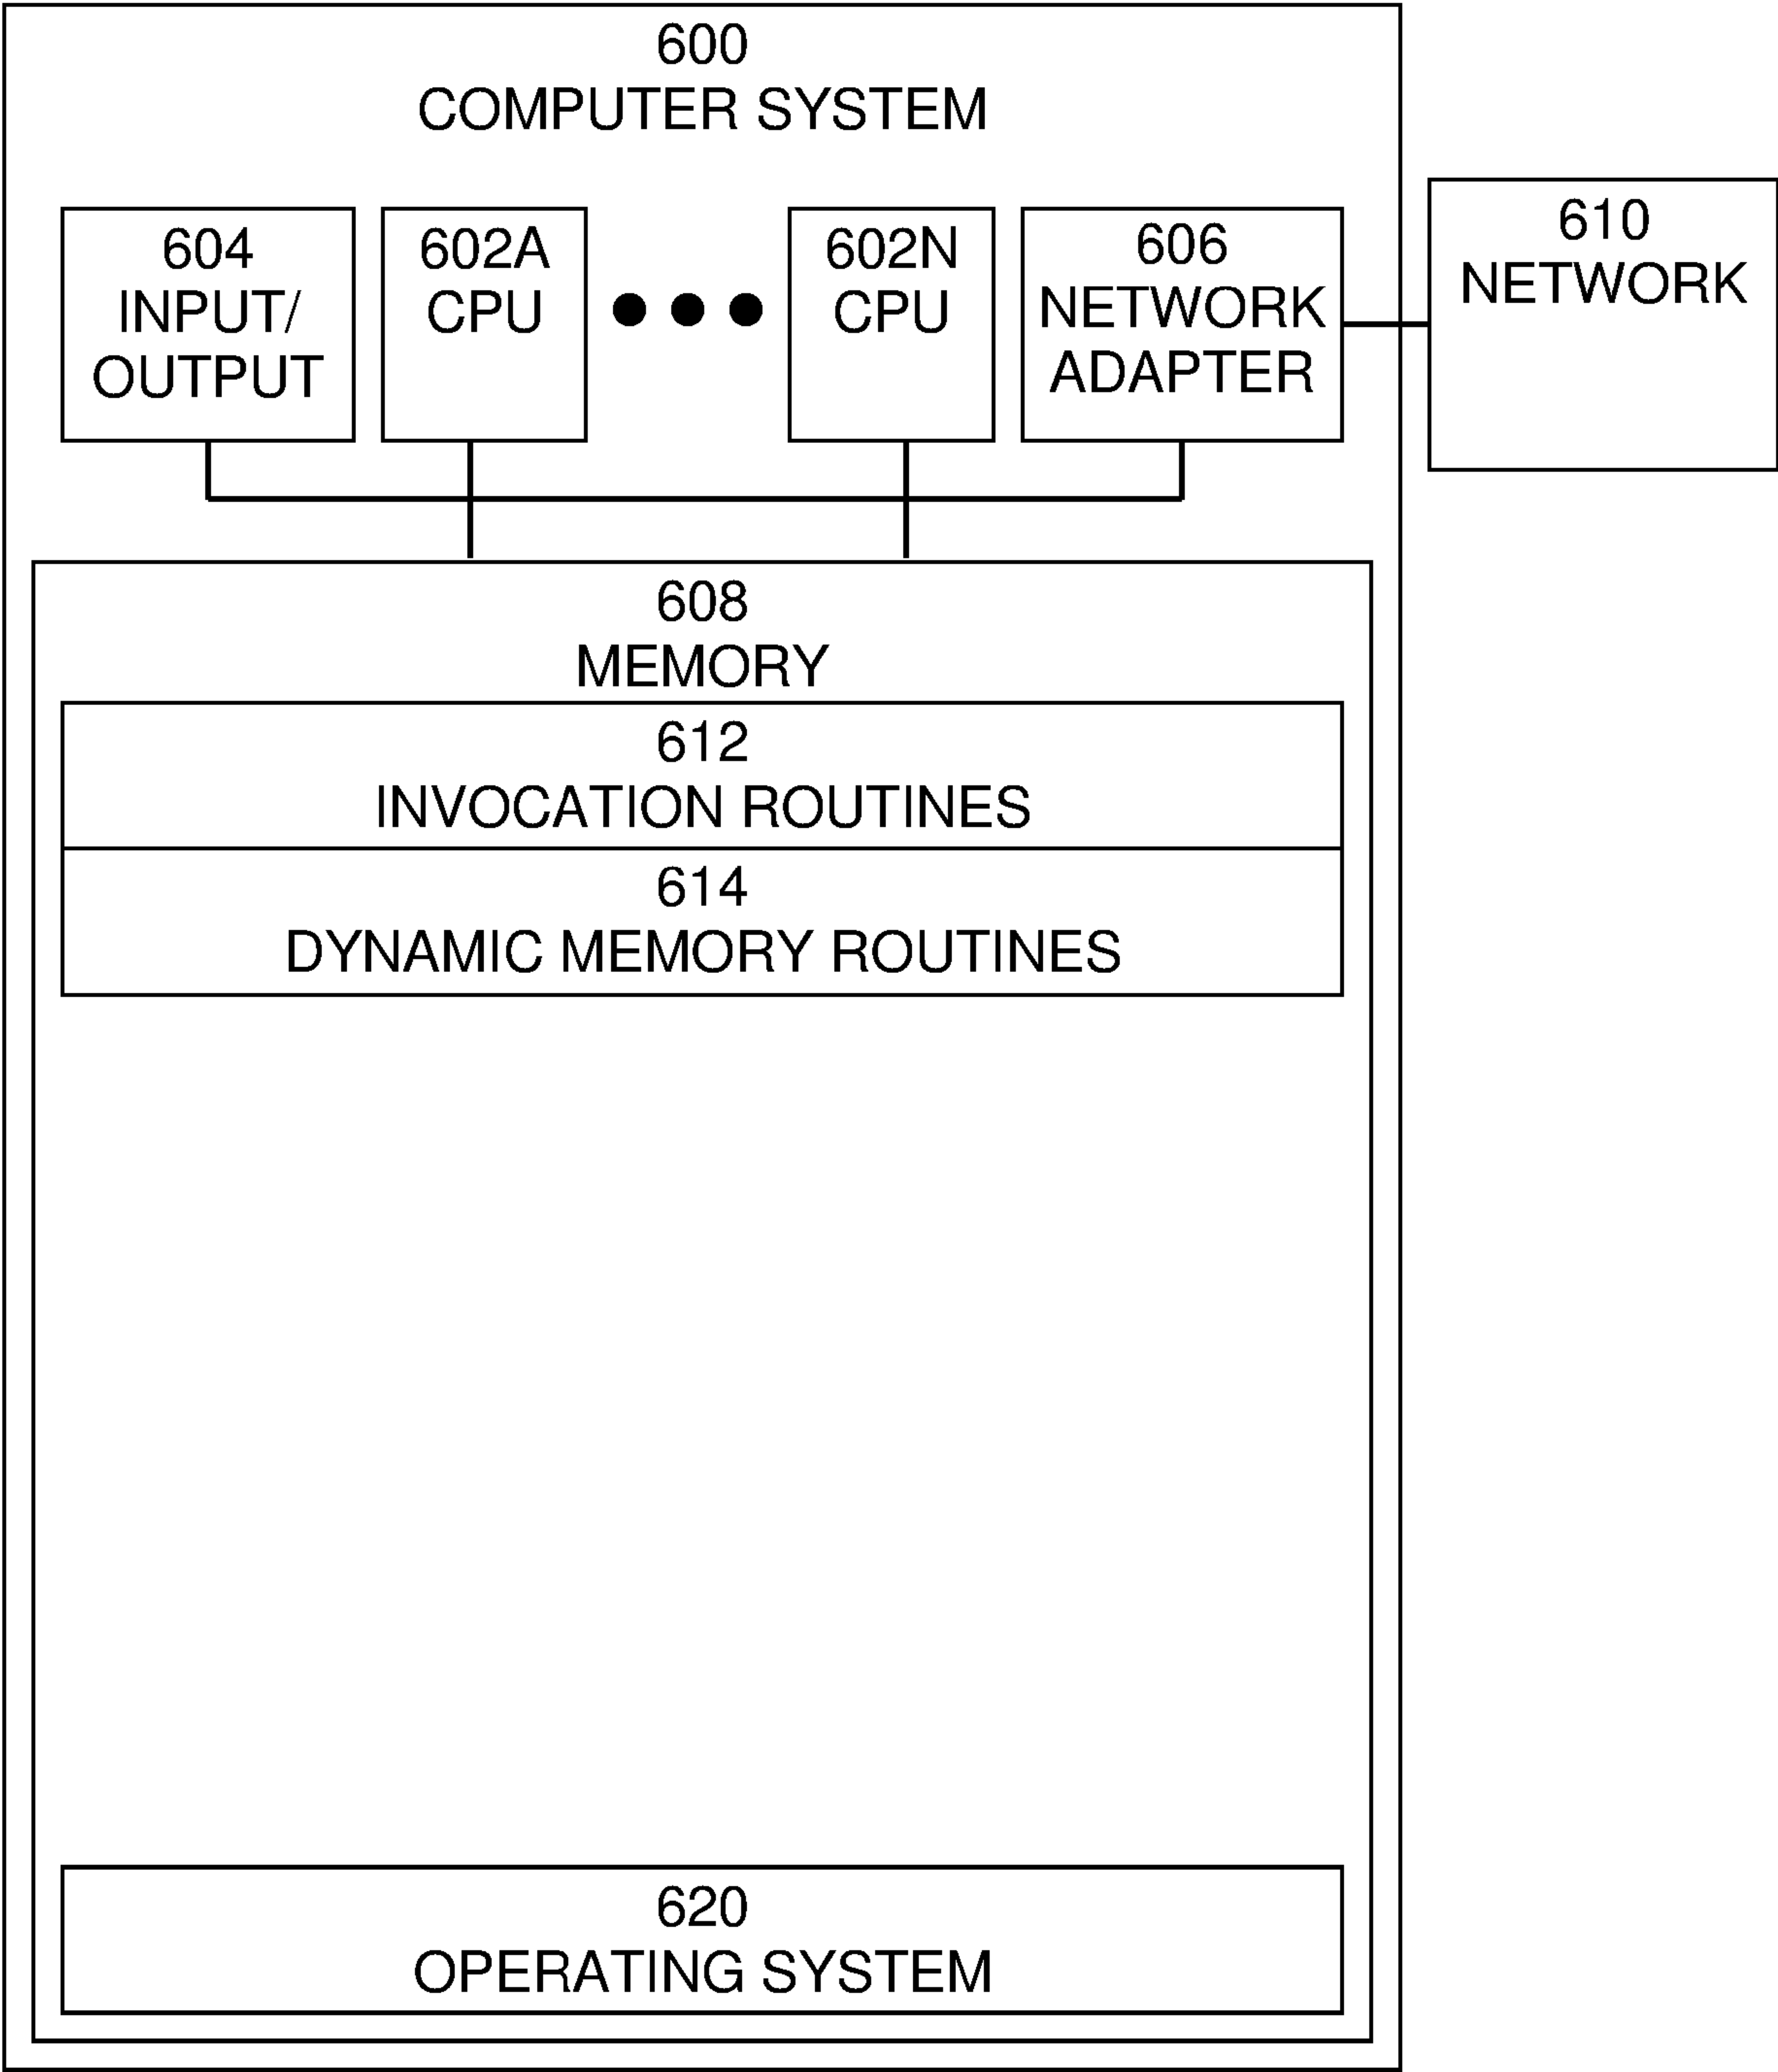 600
COMPUTER SYSTEM
604
INPUT/
OUTPUT
602A
CPU
602N
CPU
606
NETWORK
ADAPTER
610
NETWORK
608
MEMORY
612
INVOCATION ROUTINES
614
DYNAMIC MEMORY ROUTINES
620
OPERATING SYSTEM